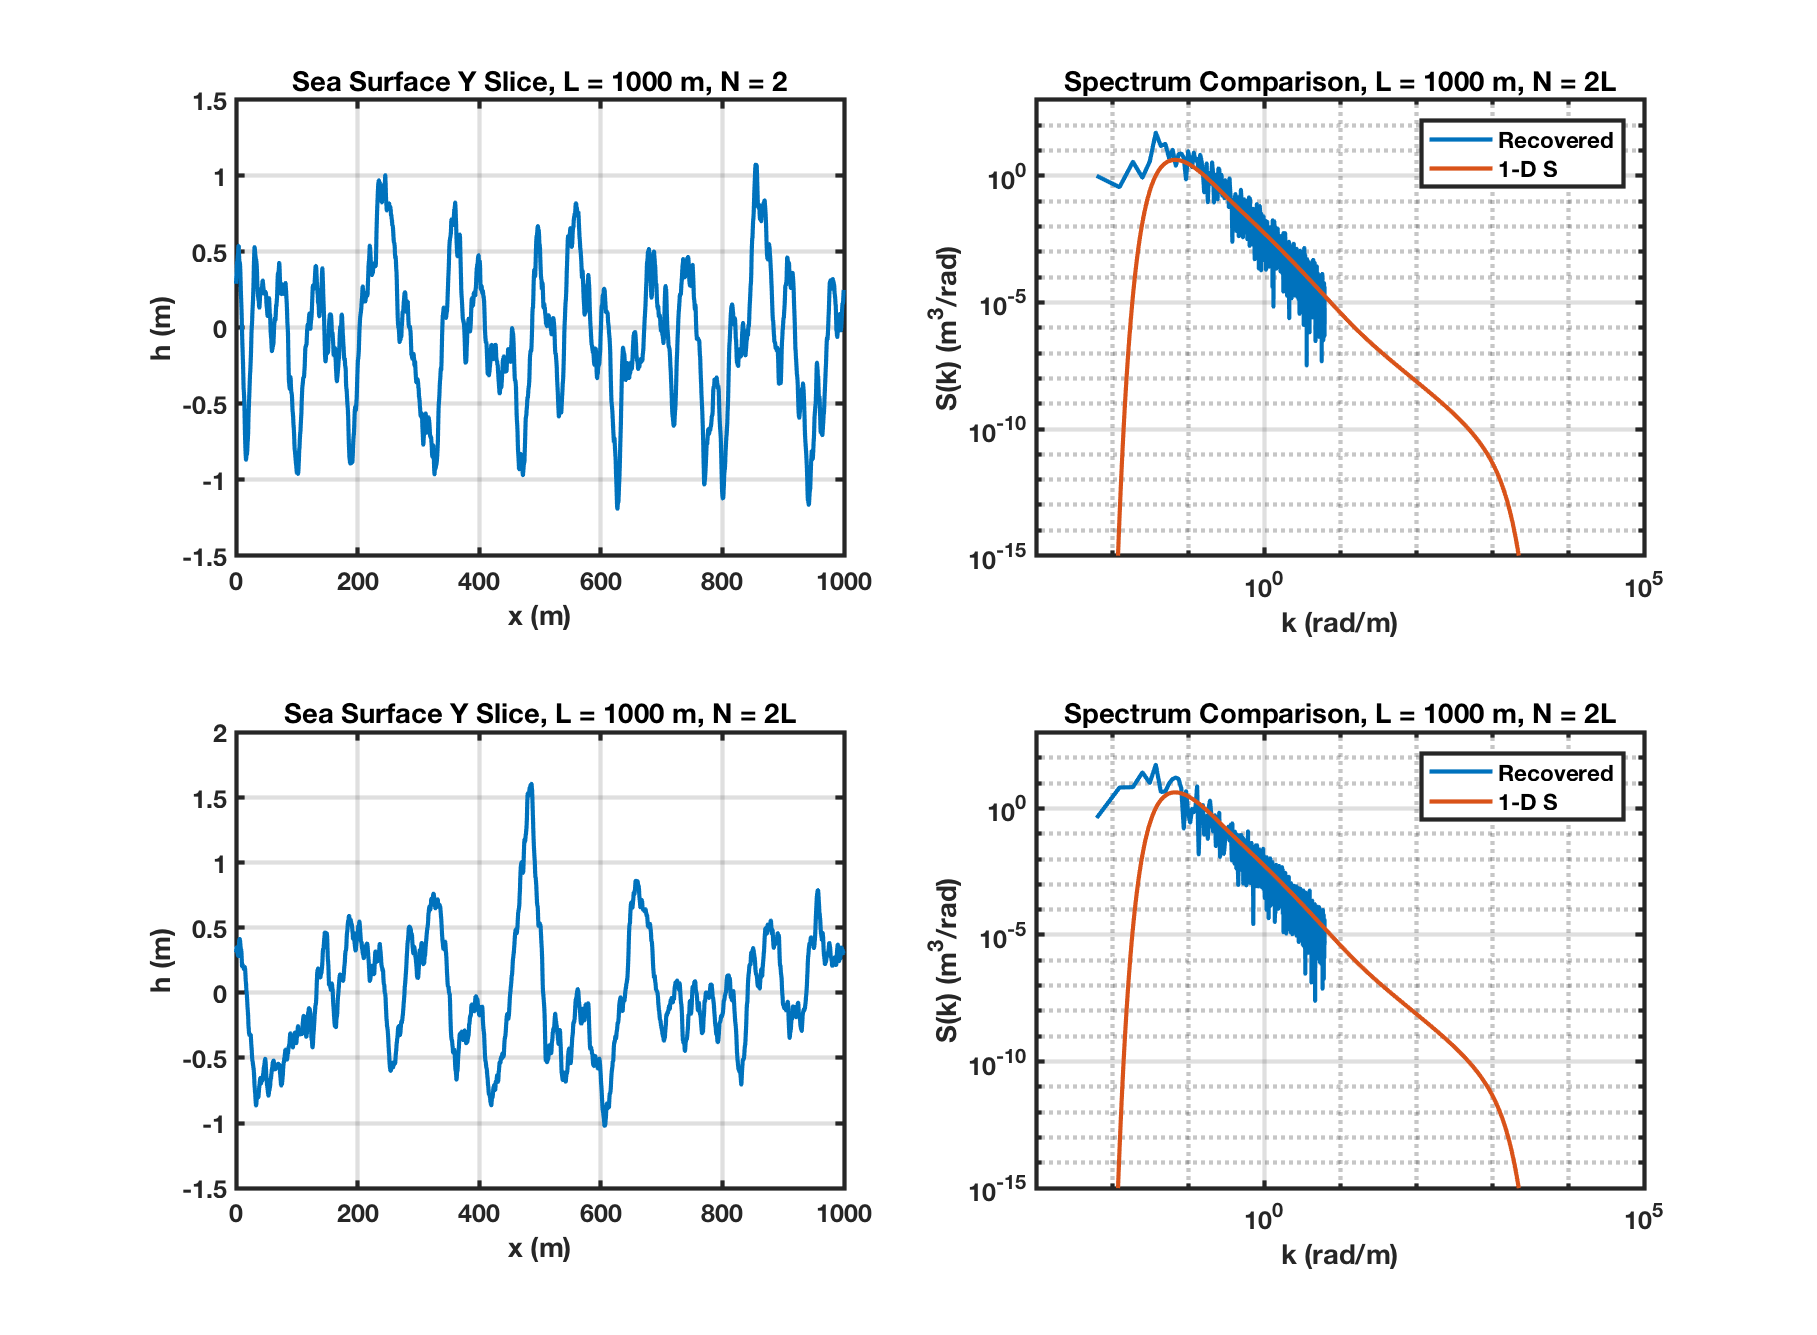 Sea Surface Y Slice, L = 1000 m, N = 2
1.5
1
0.5
0
-0.5
-1
-1.5
h (m)
0 200 400 600 800 1000
x (m)
Spectrum Comparison, L = 1000 m, N = 2L
Recovered
1-D S
10^0
10^-5
10^-10
10^-15
S(k) (m^3/rad)
10^0 10^5
k (rad/m)
Sea Surface Y Slice, L = 1000 m, N = 2L
2
1.5
1
0.5
0
-0.5
-1
-1.5
h (m)
0 200 400 600 800 1000
x (m)
Spectrum Comparison, L = 1000 m, N = 2L
Recovered
1-D S
10^0
10^-5
10^-10
10^-15
S(k) (m^3/rad)
10^0 10^5
k (rad/m)